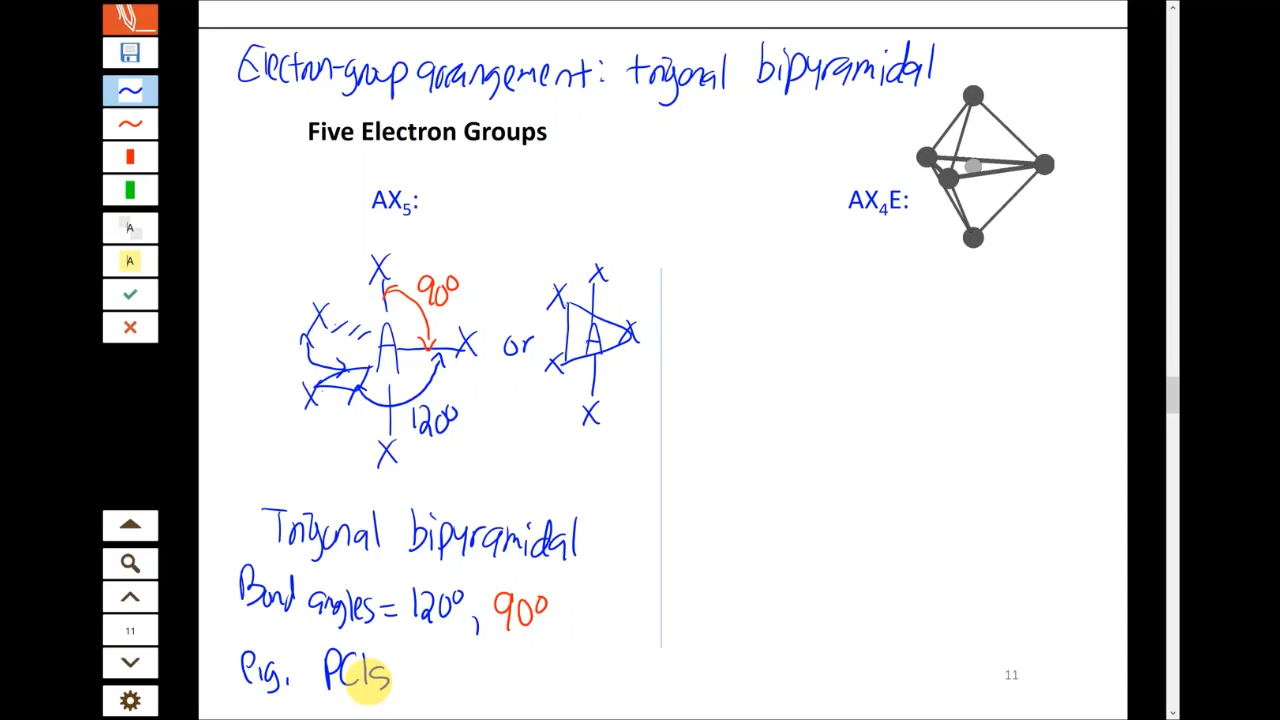 Electron-group arrangement: trigonal bipyramidal
Five Electron Groups
AX5:
AX4E:
X
90°
X
X
A
X
or
X
120°
X
X
X
X
A
X
X
Trigonal bipyramidal
Bond angles = 120°, 90°
e.g. PCl5
11
A
A
11